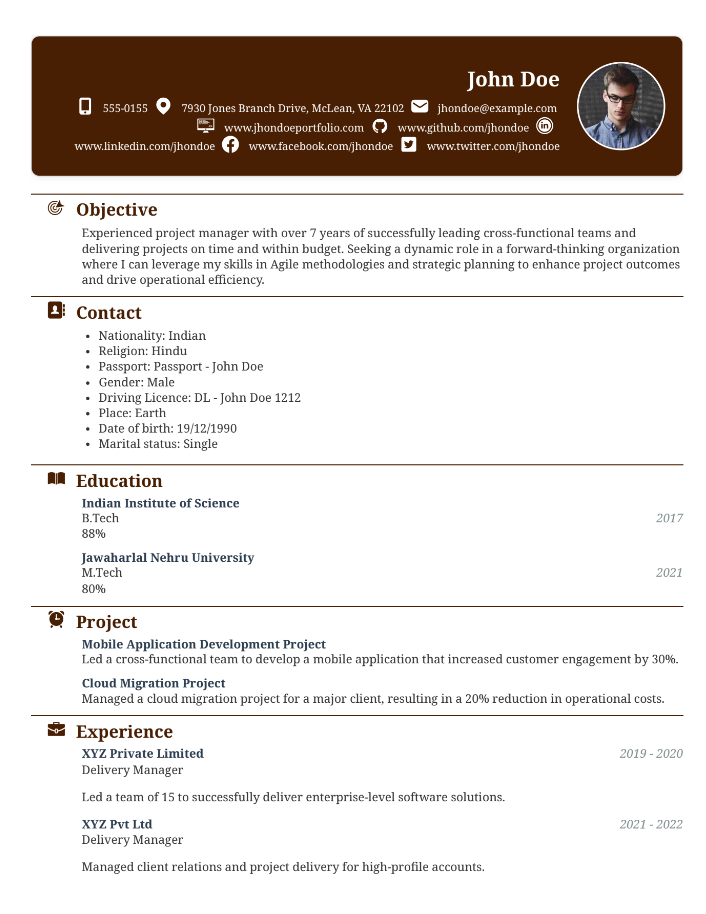 John Doe
555-0155 7930 Jones Branch Drive, McLean, VA 22102 jhondoe@example.com
www.jhondoeportfolio.com www.github.com/jhondoe
www.linkedin.com/jhondoe www.facebook.com/jhondoe www.twitter.com/jhondoe
Objective
Experienced project manager with over 7 years of successfully leading cross-functional teams and
delivering projects on time and within budget. Seeking a dynamic role in a forward-thinking organization
where I can leverage my skills in Agile methodologies and strategic planning to enhance project outcomes
and drive operational efficiency.
Contact
• Nationality: Indian
• Religion: Hindu
• Passport: Passport - John Doe
• Gender: Male
• Driving Licence: DL - John Doe 1212
• Place: Earth
• Date of birth: 19/12/1990
• Marital status: Single
Education
Indian Institute of Science
B.Tech 2017
88%
Jawaharlal Nehru University
M.Tech 2021
80%
Project
Mobile Application Development Project
Led a cross-functional team to develop a mobile application that increased customer engagement by 30%.
Cloud Migration Project
Managed a cloud migration project for a major client, resulting in a 20% reduction in operational costs.
Experience
XYZ Private Limited 2019 - 2020
Delivery Manager
Led a team of 15 to successfully deliver enterprise-level software solutions.
XYZ Pvt Ltd 2021 - 2022
Delivery Manager
Managed client relations and project delivery for high-profile accounts.